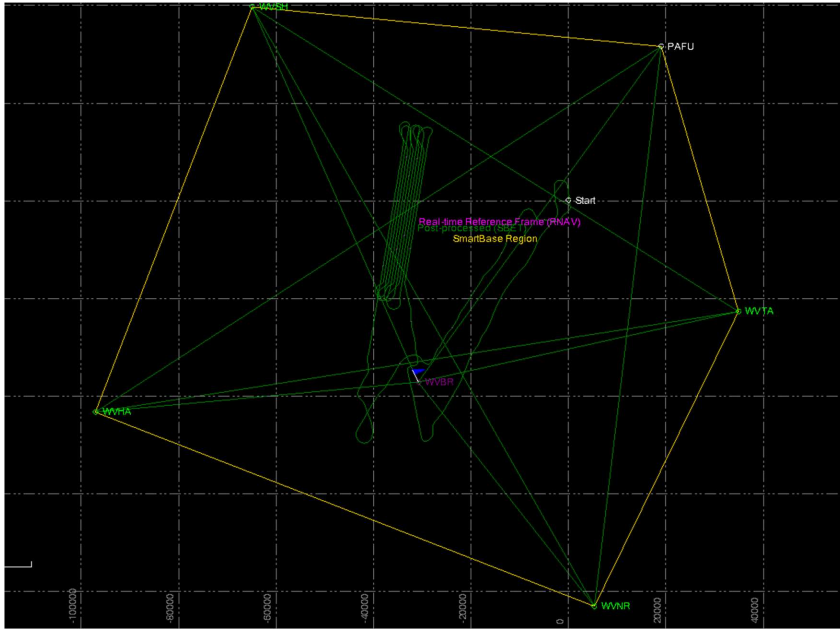 WVSH
PAFU
Start
Real-time Reference Frame (RNAV)
Post-processed (SBET)
SmartBase Region
WVTA
WVBR
WVHA
WVNR
-100000
-80000
-60000
-40000
-20000
0
20000
40000